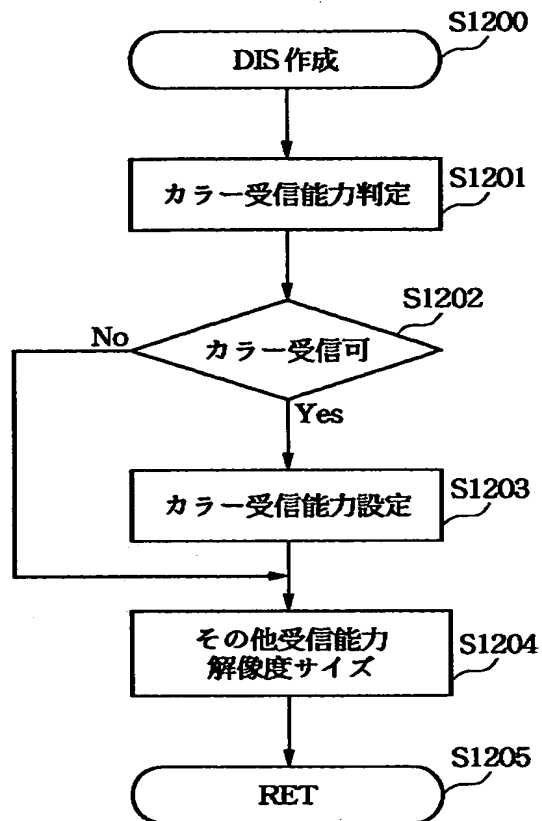 S1200
DIS 作成
S1201
カラー受信能力判定
S1202
No
カラー受信可
Yes
S1203
カラー受信能力設定
その他受信能力
解像度サイズ
S1204
S1205
RET